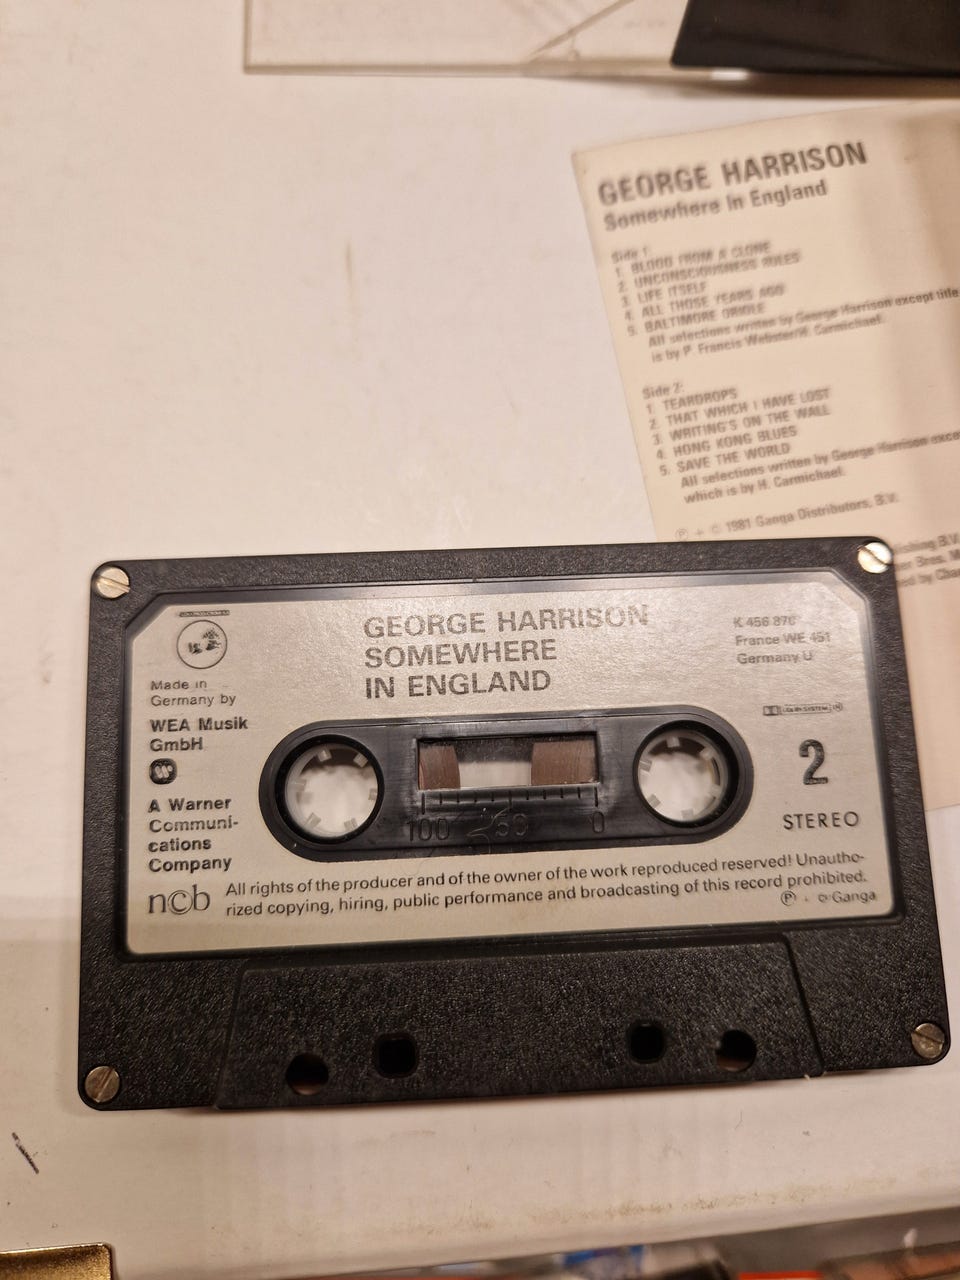 GEORGE HARRISON
Somewhere In England
Side 1:
1. BLOOD FROM A CLONE
2. UNCONSCIOUSNESS RULES
3. LIFE ITSELF
4. ALL THOSE YEARS AGO
5. BALTIMORE ORIOLE
All selections written by George Harrison except title
is by P. Francis Webster/H. Carmichael.
Side 2:
1. TEARDROPS
2. THAT WHICH I HAVE LOST
3. WRITING'S ON THE WALL
4. HONG KONG BLUES
5. SAVE THE WORLD
All selections written by George Harrison exce
which is by H. Carmichael.
℗ + © 1981 Ganga Distributors, B.V.
GEORGE HARRISON
SOMEWHERE
IN ENGLAND
K 456 870
France WE 451
Germany U
Made in
Germany by
WEA Musik
GmbH
A Warner
Communi-
cations
Company
DOLBY SYSTEM
2
STEREO
100 50 0
ncb
All rights of the producer and of the owner of the work reproduced reserved! Unautho-
rized copying, hiring, public performance and broadcasting of this record prohibited.
℗ + © Ganga